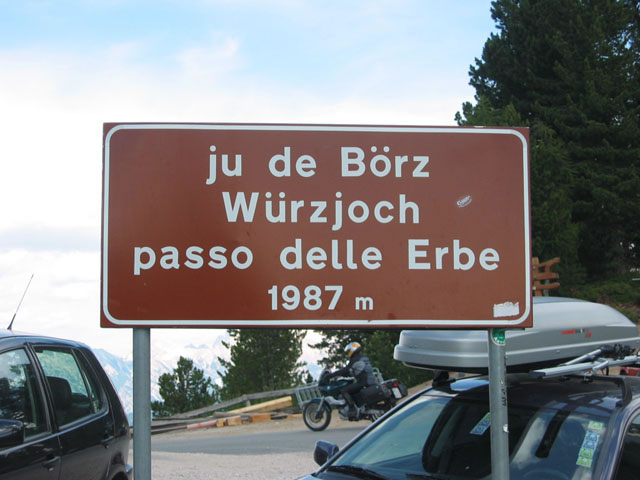 ju de Börz
Würzjoch
passo delle Erbe
1987 m